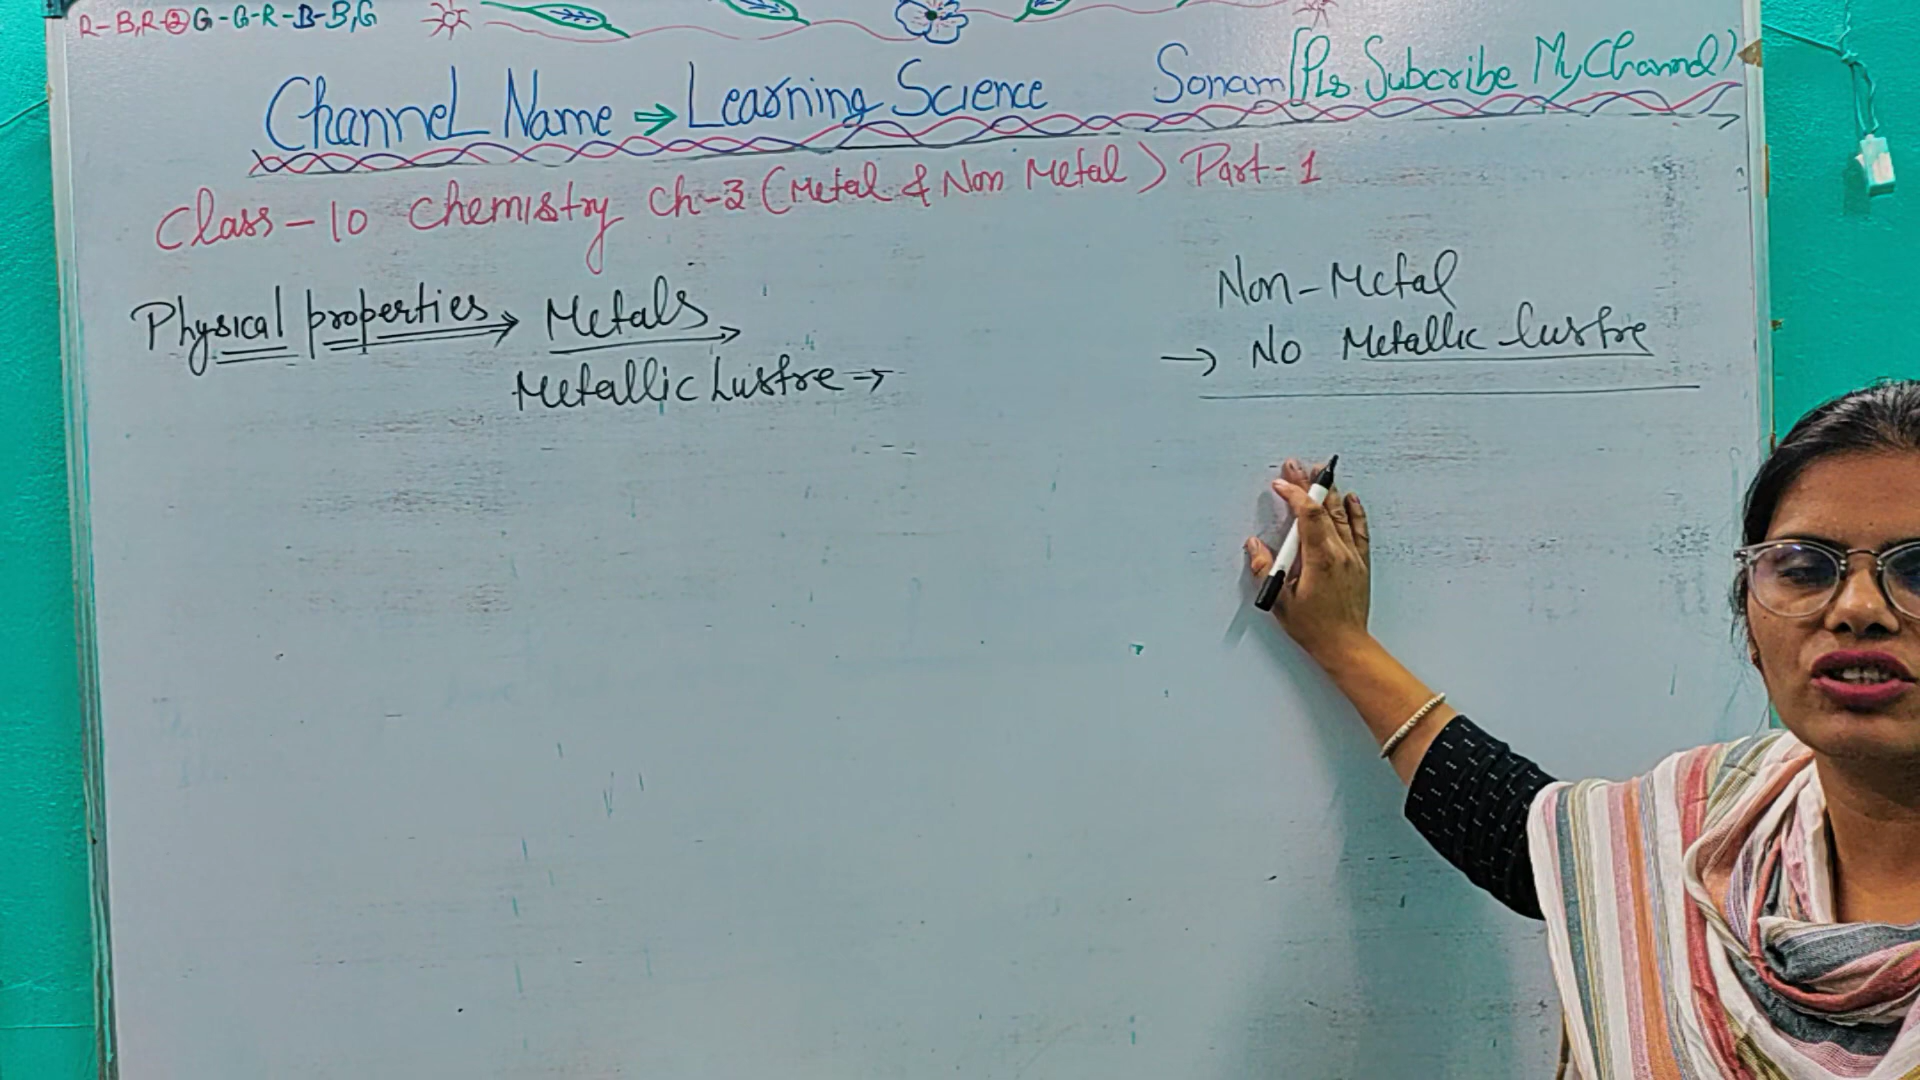 R-B,R-2 G-G-R-B-B,G
Channel Name → Learning Science Sonam (Pls. Subcribe My Channel)
Class-10 Chemistry Ch-3 (Metal & Non Metal) Part-1
Physical properties → Metals →
Non-Metal
Metallic Lustre →
→ No Metallic lustre